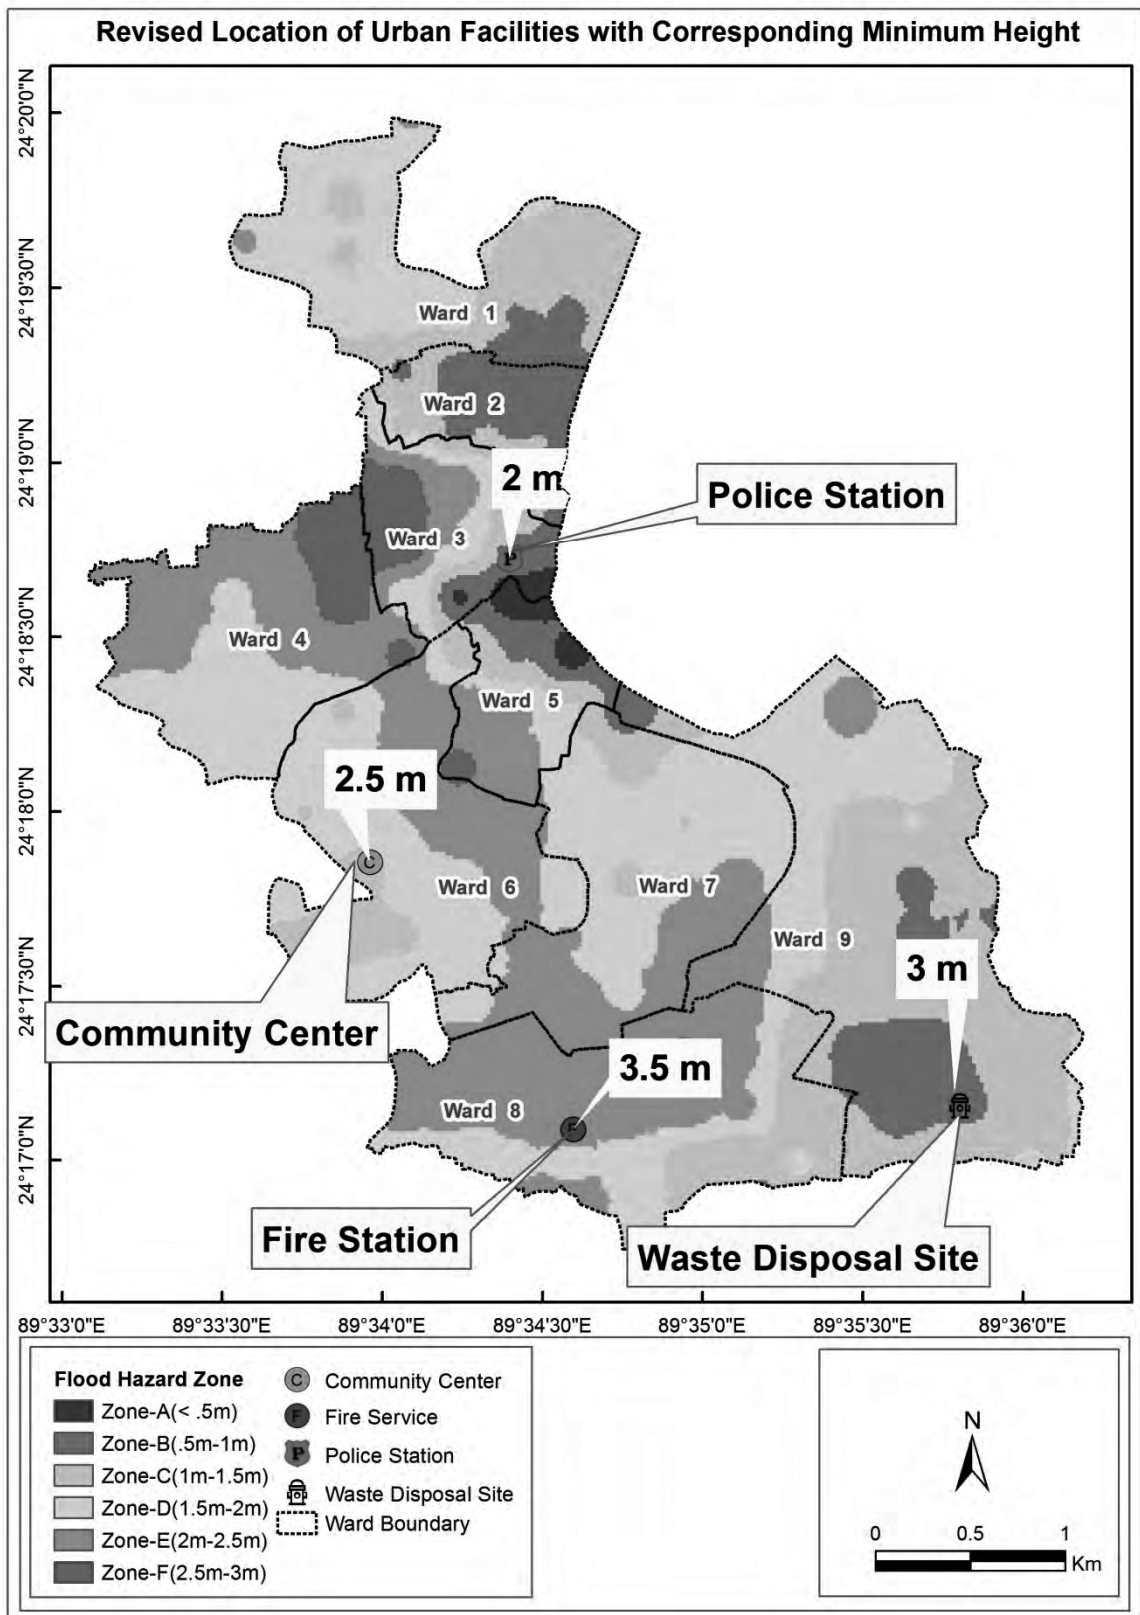 Revised Location of Urban Facilities with Corresponding Minimum Height
24°20'0"N
24°19'30"N
24°19'0"N
24°18'30"N
24°18'0"N
24°17'30"N
24°17'0"N
Ward 1
Ward 2
2 m
Police Station
Ward 3
P
Ward 4
Ward 5
2.5 m
C
Ward 6
Ward 7
Ward 9
3 m
Community Center
3.5 m
Ward 8
F
Fire Station
Waste Disposal Site
89°33'0"E 89°33'30"E 89°34'0"E 89°34'30"E 89°35'0"E 89°35'30"E 89°36'0"E
Flood Hazard Zone
Zone-A(< .5m)
Zone-B(.5m-1m)
Zone-C(1m-1.5m)
Zone-D(1.5m-2m)
Zone-E(2m-2.5m)
Zone-F(2.5m-3m)
C Community Center
F Fire Service
P Police Station
Waste Disposal Site
Ward Boundary
N
0 0.5 1
Km